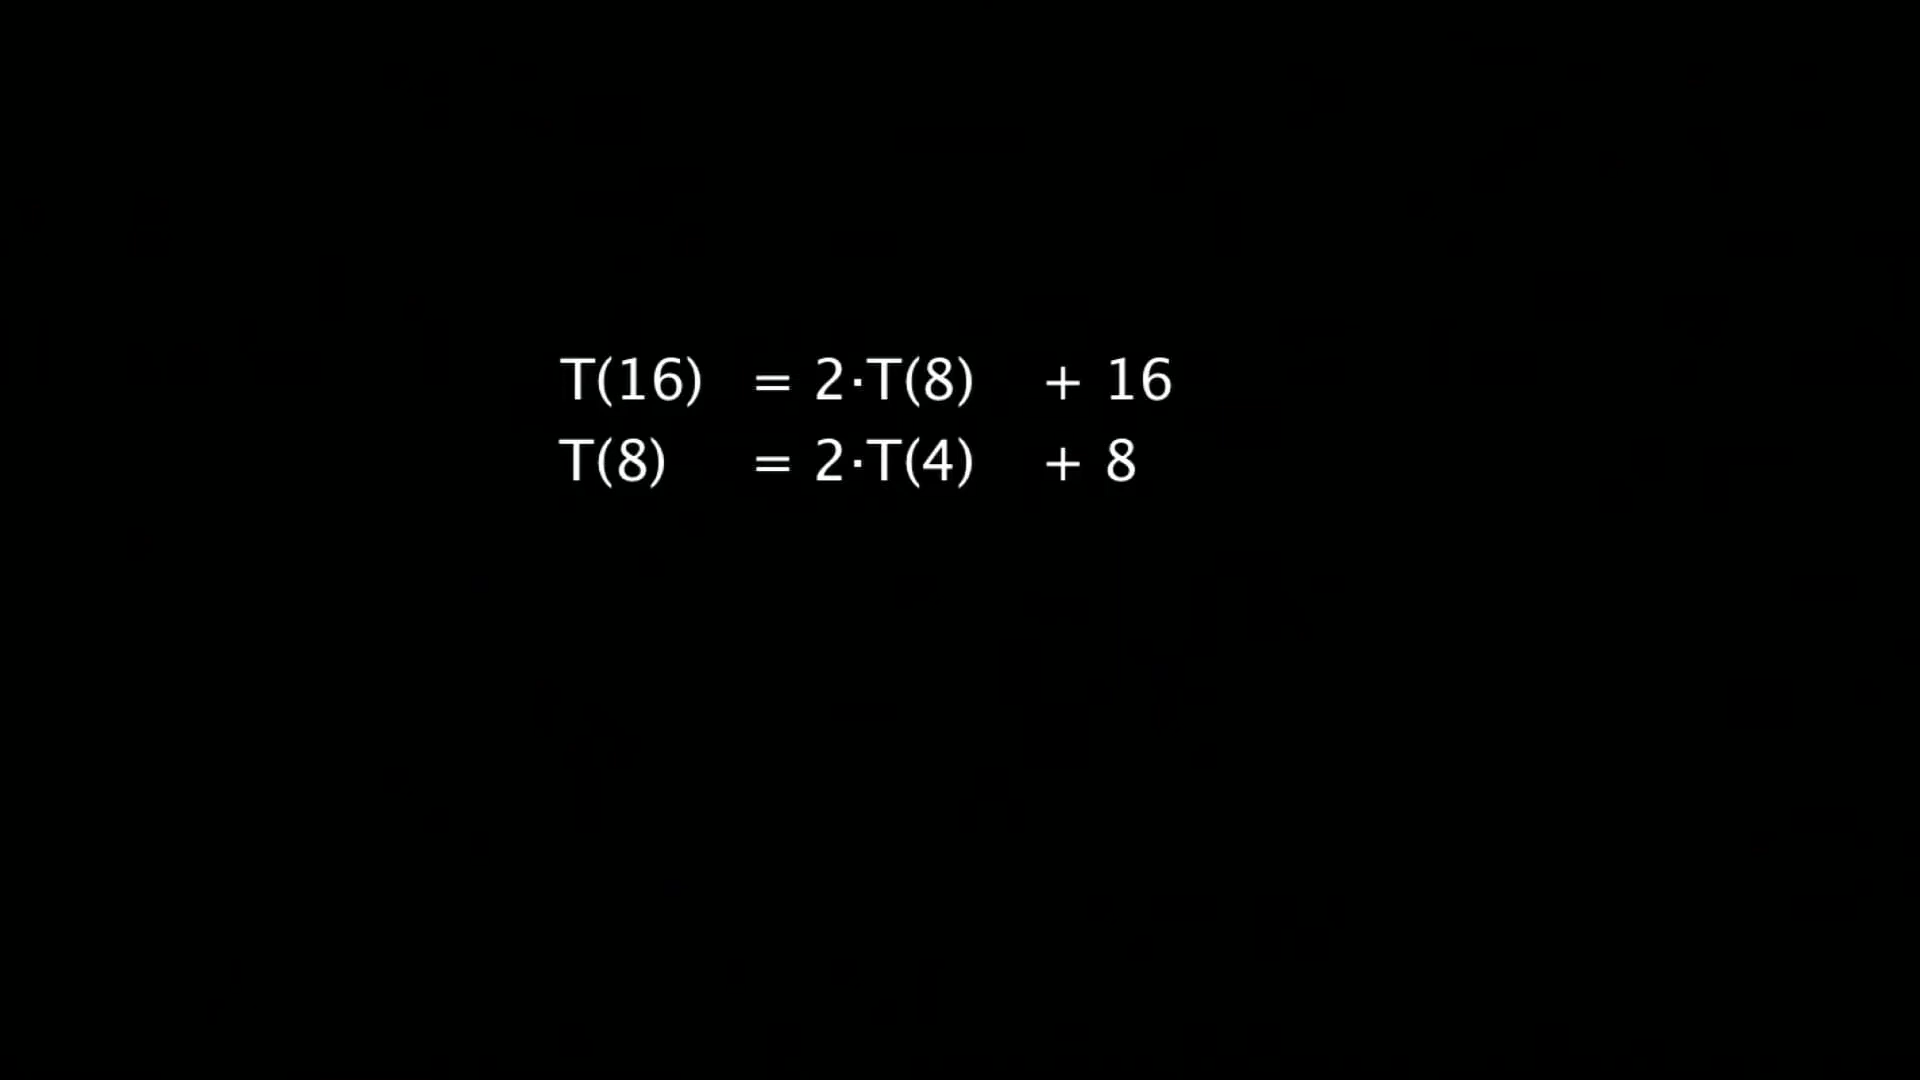 T(16) = 2·T(8) + 16
T(8) = 2·T(4) + 8